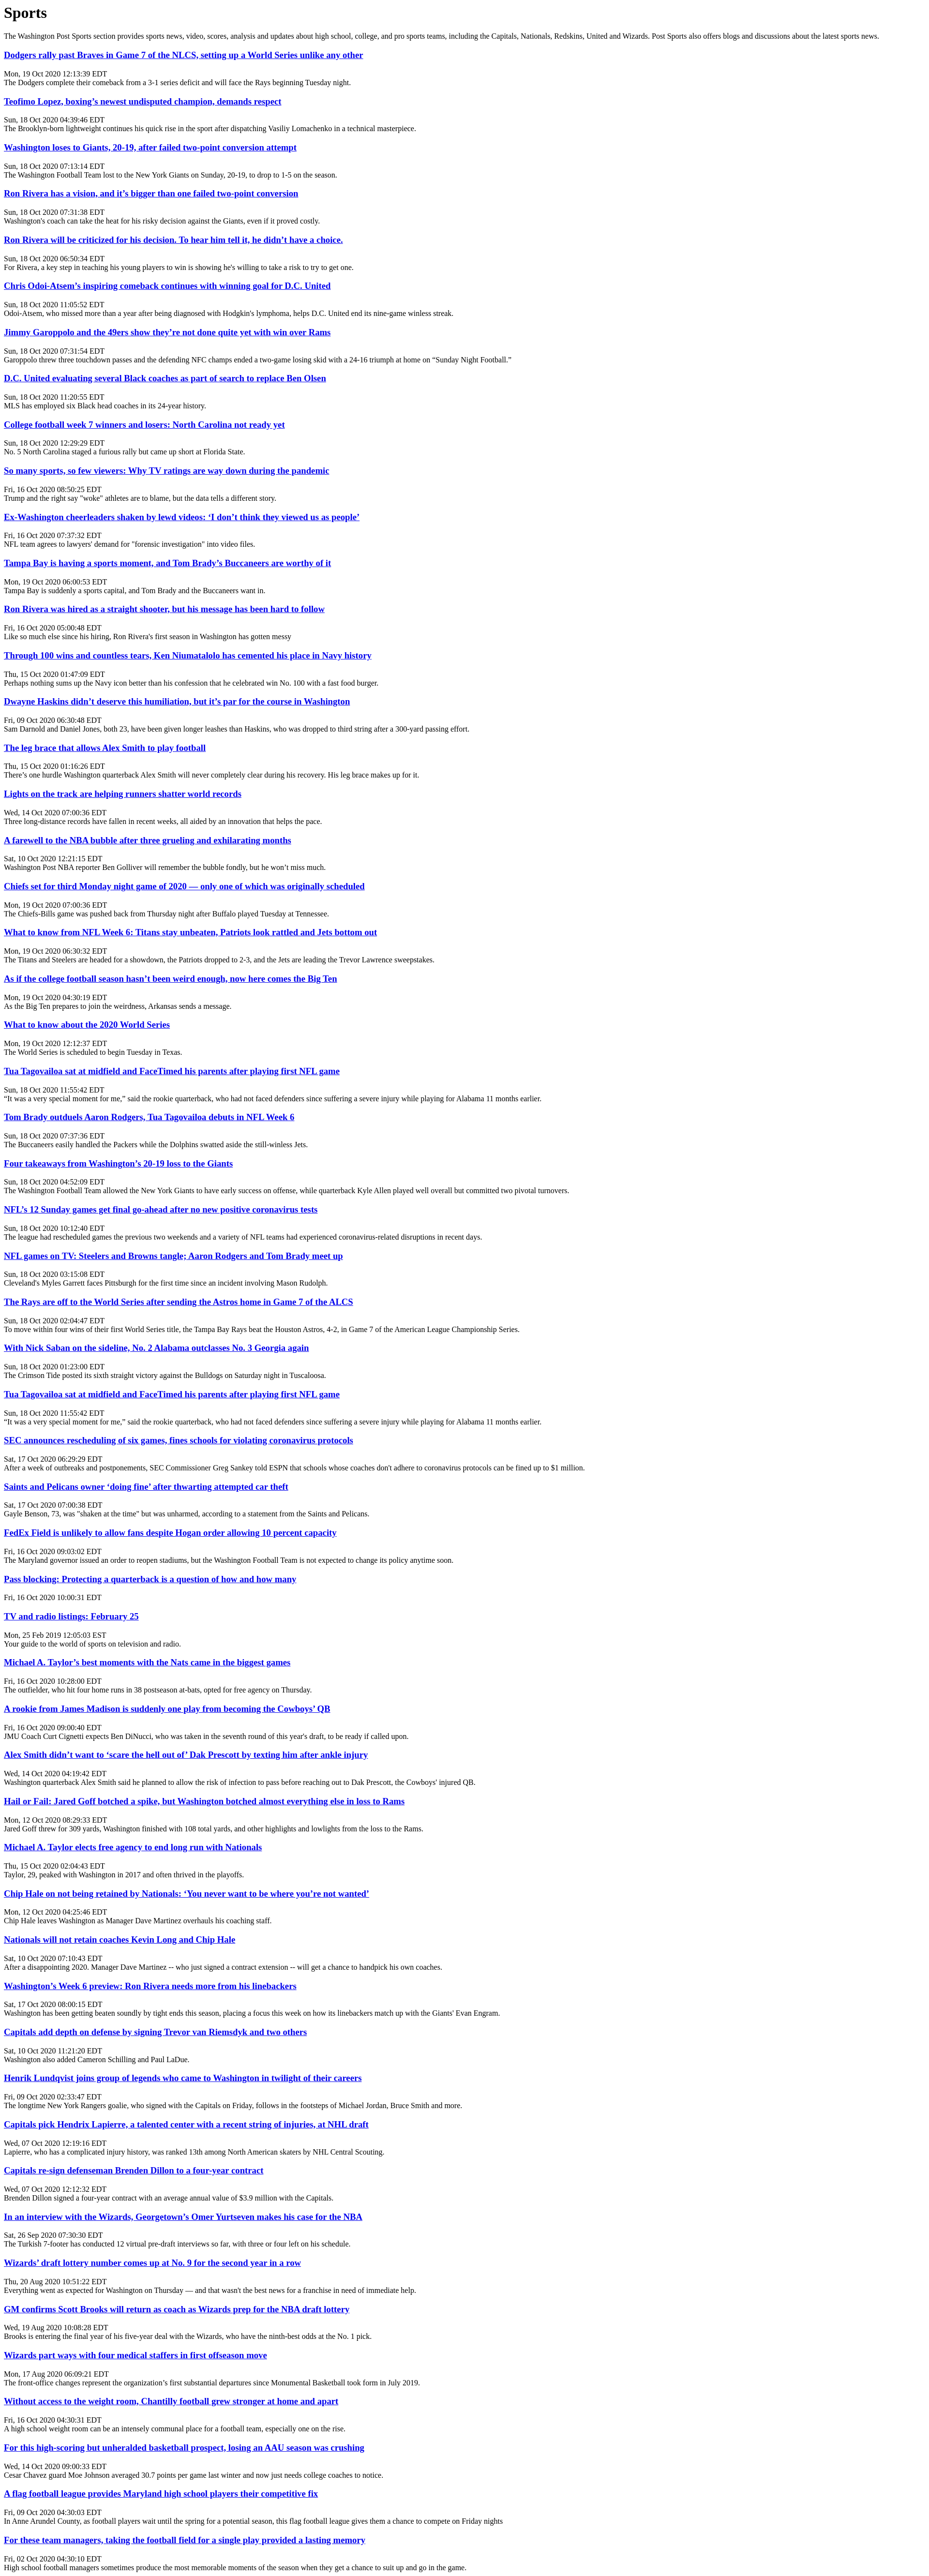 Sports
The Washington Post Sports section provides sports news, video, scores, analysis and updates about high school, college, and pro sports teams, including the Capitals, Nationals, Redskins, United and Wizards. Post Sports also offers blogs and discussions about the latest sports news.
Dodgers rally past Braves in Game 7 of the NLCS, setting up a World Series unlike any other
Mon, 19 Oct 2020 12:13:39 EDT
The Dodgers complete their comeback from a 3-1 series deficit and will face the Rays beginning Tuesday night.
Teofimo Lopez, boxing’s newest undisputed champion, demands respect
Sun, 18 Oct 2020 04:39:46 EDT
The Brooklyn-born lightweight continues his quick rise in the sport after dispatching Vasiliy Lomachenko in a technical masterpiece.
Washington loses to Giants, 20-19, after failed two-point conversion attempt
Sun, 18 Oct 2020 07:13:14 EDT
The Washington Football Team lost to the New York Giants on Sunday, 20-19, to drop to 1-5 on the season.
Ron Rivera has a vision, and it’s bigger than one failed two-point conversion
Sun, 18 Oct 2020 07:31:38 EDT
Washington's coach can take the heat for his risky decision against the Giants, even if it proved costly.
Ron Rivera will be criticized for his decision. To hear him tell it, he didn’t have a choice.
Sun, 18 Oct 2020 06:50:34 EDT
For Rivera, a key step in teaching his young players to win is showing he's willing to take a risk to try to get one.
Chris Odoi-Atsem’s inspiring comeback continues with winning goal for D.C. United
Sun, 18 Oct 2020 11:05:52 EDT
Odoi-Atsem, who missed more than a year after being diagnosed with Hodgkin's lymphoma, helps D.C. United end its nine-game winless streak.
Jimmy Garoppolo and the 49ers show they’re not done quite yet with win over Rams
Sun, 18 Oct 2020 07:31:54 EDT
Garoppolo threw three touchdown passes and the defending NFC champs ended a two-game losing skid with a 24-16 triumph at home on “Sunday Night Football.”
D.C. United evaluating several Black coaches as part of search to replace Ben Olsen
Sun, 18 Oct 2020 11:20:55 EDT
MLS has employed six Black head coaches in its 24-year history.
College football week 7 winners and losers: North Carolina not ready yet
Sun, 18 Oct 2020 12:29:29 EDT
No. 5 North Carolina staged a furious rally but came up short at Florida State.
So many sports, so few viewers: Why TV ratings are way down during the pandemic
Fri, 16 Oct 2020 08:50:25 EDT
Trump and the right say "woke" athletes are to blame, but the data tells a different story.
Ex-Washington cheerleaders shaken by lewd videos: ‘I don’t think they viewed us as people’
Fri, 16 Oct 2020 07:37:32 EDT
NFL team agrees to lawyers' demand for "forensic investigation" into video files.
Tampa Bay is having a sports moment, and Tom Brady’s Buccaneers are worthy of it
Mon, 19 Oct 2020 06:00:53 EDT
Tampa Bay is suddenly a sports capital, and Tom Brady and the Buccaneers want in.
Ron Rivera was hired as a straight shooter, but his message has been hard to follow
Fri, 16 Oct 2020 05:00:48 EDT
Like so much else since his hiring, Ron Rivera's first season in Washington has gotten messy
Through 100 wins and countless tears, Ken Niumatalolo has cemented his place in Navy history
Thu, 15 Oct 2020 01:47:09 EDT
Perhaps nothing sums up the Navy icon better than his confession that he celebrated win No. 100 with a fast food burger.
Dwayne Haskins didn’t deserve this humiliation, but it’s par for the course in Washington
Fri, 09 Oct 2020 06:30:48 EDT
Sam Darnold and Daniel Jones, both 23, have been given longer leashes than Haskins, who was dropped to third string after a 300-yard passing effort.
The leg brace that allows Alex Smith to play football
Thu, 15 Oct 2020 01:16:26 EDT
There’s one hurdle Washington quarterback Alex Smith will never completely clear during his recovery. His leg brace makes up for it.
Lights on the track are helping runners shatter world records
Wed, 14 Oct 2020 07:00:36 EDT
Three long-distance records have fallen in recent weeks, all aided by an innovation that helps the pace.
A farewell to the NBA bubble after three grueling and exhilarating months
Sat, 10 Oct 2020 12:21:15 EDT
Washington Post NBA reporter Ben Golliver will remember the bubble fondly, but he won’t miss much.
Chiefs set for third Monday night game of 2020 — only one of which was originally scheduled
Mon, 19 Oct 2020 07:00:36 EDT
The Chiefs-Bills game was pushed back from Thursday night after Buffalo played Tuesday at Tennessee.
What to know from NFL Week 6: Titans stay unbeaten, Patriots look rattled and Jets bottom out
Mon, 19 Oct 2020 06:30:32 EDT
The Titans and Steelers are headed for a showdown, the Patriots dropped to 2-3, and the Jets are leading the Trevor Lawrence sweepstakes.
As if the college football season hasn’t been weird enough, now here comes the Big Ten
Mon, 19 Oct 2020 04:30:19 EDT
As the Big Ten prepares to join the weirdness, Arkansas sends a message.
What to know about the 2020 World Series
Mon, 19 Oct 2020 12:12:37 EDT
The World Series is scheduled to begin Tuesday in Texas.
Tua Tagovailoa sat at midfield and FaceTimed his parents after playing first NFL game
Sun, 18 Oct 2020 11:55:42 EDT
“It was a very special moment for me,” said the rookie quarterback, who had not faced defenders since suffering a severe injury while playing for Alabama 11 months earlier.
Tom Brady outduels Aaron Rodgers, Tua Tagovailoa debuts in NFL Week 6
Sun, 18 Oct 2020 07:37:36 EDT
The Buccaneers easily handled the Packers while the Dolphins swatted aside the still-winless Jets.
Four takeaways from Washington’s 20-19 loss to the Giants
Sun, 18 Oct 2020 04:52:09 EDT
The Washington Football Team allowed the New York Giants to have early success on offense, while quarterback Kyle Allen played well overall but committed two pivotal turnovers.
NFL’s 12 Sunday games get final go-ahead after no new positive coronavirus tests
Sun, 18 Oct 2020 10:12:40 EDT
The league had rescheduled games the previous two weekends and a variety of NFL teams had experienced coronavirus-related disruptions in recent days.
NFL games on TV: Steelers and Browns tangle; Aaron Rodgers and Tom Brady meet up
Sun, 18 Oct 2020 03:15:08 EDT
Cleveland's Myles Garrett faces Pittsburgh for the first time since an incident involving Mason Rudolph.
The Rays are off to the World Series after sending the Astros home in Game 7 of the ALCS
Sun, 18 Oct 2020 02:04:47 EDT
To move within four wins of their first World Series title, the Tampa Bay Rays beat the Houston Astros, 4-2, in Game 7 of the American League Championship Series.
With Nick Saban on the sideline, No. 2 Alabama outclasses No. 3 Georgia again
Sun, 18 Oct 2020 01:23:00 EDT
The Crimson Tide posted its sixth straight victory against the Bulldogs on Saturday night in Tuscaloosa.
Tua Tagovailoa sat at midfield and FaceTimed his parents after playing first NFL game
Sun, 18 Oct 2020 11:55:42 EDT
“It was a very special moment for me,” said the rookie quarterback, who had not faced defenders since suffering a severe injury while playing for Alabama 11 months earlier.
SEC announces rescheduling of six games, fines schools for violating coronavirus protocols
Sat, 17 Oct 2020 06:29:29 EDT
After a week of outbreaks and postponements, SEC Commissioner Greg Sankey told ESPN that schools whose coaches don't adhere to coronavirus protocols can be fined up to $1 million.
Saints and Pelicans owner ‘doing fine’ after thwarting attempted car theft
Sat, 17 Oct 2020 07:00:38 EDT
Gayle Benson, 73, was "shaken at the time" but was unharmed, according to a statement from the Saints and Pelicans.
FedEx Field is unlikely to allow fans despite Hogan order allowing 10 percent capacity
Fri, 16 Oct 2020 09:03:02 EDT
The Maryland governor issued an order to reopen stadiums, but the Washington Football Team is not expected to change its policy anytime soon.
Pass blocking: Protecting a quarterback is a question of how and how many
Fri, 16 Oct 2020 10:00:31 EDT
TV and radio listings: February 25
Mon, 25 Feb 2019 12:05:03 EST
Your guide to the world of sports on television and radio.
Michael A. Taylor’s best moments with the Nats came in the biggest games
Fri, 16 Oct 2020 10:28:00 EDT
The outfielder, who hit four home runs in 38 postseason at-bats, opted for free agency on Thursday.
A rookie from James Madison is suddenly one play from becoming the Cowboys’ QB
Fri, 16 Oct 2020 09:00:40 EDT
JMU Coach Curt Cignetti expects Ben DiNucci, who was taken in the seventh round of this year's draft, to be ready if called upon.
Alex Smith didn’t want to ‘scare the hell out of’ Dak Prescott by texting him after ankle injury
Wed, 14 Oct 2020 04:19:42 EDT
Washington quarterback Alex Smith said he planned to allow the risk of infection to pass before reaching out to Dak Prescott, the Cowboys' injured QB.
Hail or Fail: Jared Goff botched a spike, but Washington botched almost everything else in loss to Rams
Mon, 12 Oct 2020 08:29:33 EDT
Jared Goff threw for 309 yards, Washington finished with 108 total yards, and other highlights and lowlights from the loss to the Rams.
Michael A. Taylor elects free agency to end long run with Nationals
Thu, 15 Oct 2020 02:04:43 EDT
Taylor, 29, peaked with Washington in 2017 and often thrived in the playoffs.
Chip Hale on not being retained by Nationals: ‘You never want to be where you’re not wanted’
Mon, 12 Oct 2020 04:25:46 EDT
Chip Hale leaves Washington as Manager Dave Martinez overhauls his coaching staff.
Nationals will not retain coaches Kevin Long and Chip Hale
Sat, 10 Oct 2020 07:10:43 EDT
After a disappointing 2020. Manager Dave Martinez -- who just signed a contract extension -- will get a chance to handpick his own coaches.
Washington’s Week 6 preview: Ron Rivera needs more from his linebackers
Sat, 17 Oct 2020 08:00:15 EDT
Washington has been getting beaten soundly by tight ends this season, placing a focus this week on how its linebackers match up with the Giants' Evan Engram.
Capitals add depth on defense by signing Trevor van Riemsdyk and two others
Sat, 10 Oct 2020 11:21:20 EDT
Washington also added Cameron Schilling and Paul LaDue.
Henrik Lundqvist joins group of legends who came to Washington in twilight of their careers
Fri, 09 Oct 2020 02:33:47 EDT
The longtime New York Rangers goalie, who signed with the Capitals on Friday, follows in the footsteps of Michael Jordan, Bruce Smith and more.
Capitals pick Hendrix Lapierre, a talented center with a recent string of injuries, at NHL draft
Wed, 07 Oct 2020 12:19:16 EDT
Lapierre, who has a complicated injury history, was ranked 13th among North American skaters by NHL Central Scouting.
Capitals re-sign defenseman Brenden Dillon to a four-year contract
Wed, 07 Oct 2020 12:12:32 EDT
Brenden Dillon signed a four-year contract with an average annual value of $3.9 million with the Capitals.
In an interview with the Wizards, Georgetown’s Omer Yurtseven makes his case for the NBA
Sat, 26 Sep 2020 07:30:30 EDT
The Turkish 7-footer has conducted 12 virtual pre-draft interviews so far, with three or four left on his schedule.
Wizards’ draft lottery number comes up at No. 9 for the second year in a row
Thu, 20 Aug 2020 10:51:22 EDT
Everything went as expected for Washington on Thursday — and that wasn't the best news for a franchise in need of immediate help.
GM confirms Scott Brooks will return as coach as Wizards prep for the NBA draft lottery
Wed, 19 Aug 2020 10:08:28 EDT
Brooks is entering the final year of his five-year deal with the Wizards, who have the ninth-best odds at the No. 1 pick.
Wizards part ways with four medical staffers in first offseason move
Mon, 17 Aug 2020 06:09:21 EDT
The front-office changes represent the organization’s first substantial departures since Monumental Basketball took form in July 2019.
Without access to the weight room, Chantilly football grew stronger at home and apart
Fri, 16 Oct 2020 04:30:31 EDT
A high school weight room can be an intensely communal place for a football team, especially one on the rise.
For this high-scoring but unheralded basketball prospect, losing an AAU season was crushing
Wed, 14 Oct 2020 09:00:33 EDT
Cesar Chavez guard Moe Johnson averaged 30.7 points per game last winter and now just needs college coaches to notice.
A flag football league provides Maryland high school players their competitive fix
Fri, 09 Oct 2020 04:30:03 EDT
In Anne Arundel County, as football players wait until the spring for a potential season, this flag football league gives them a chance to compete on Friday nights
For these team managers, taking the football field for a single play provided a lasting memory
Fri, 02 Oct 2020 04:30:10 EDT
High school football managers sometimes produce the most memorable moments of the season when they get a chance to suit up and go in the game.